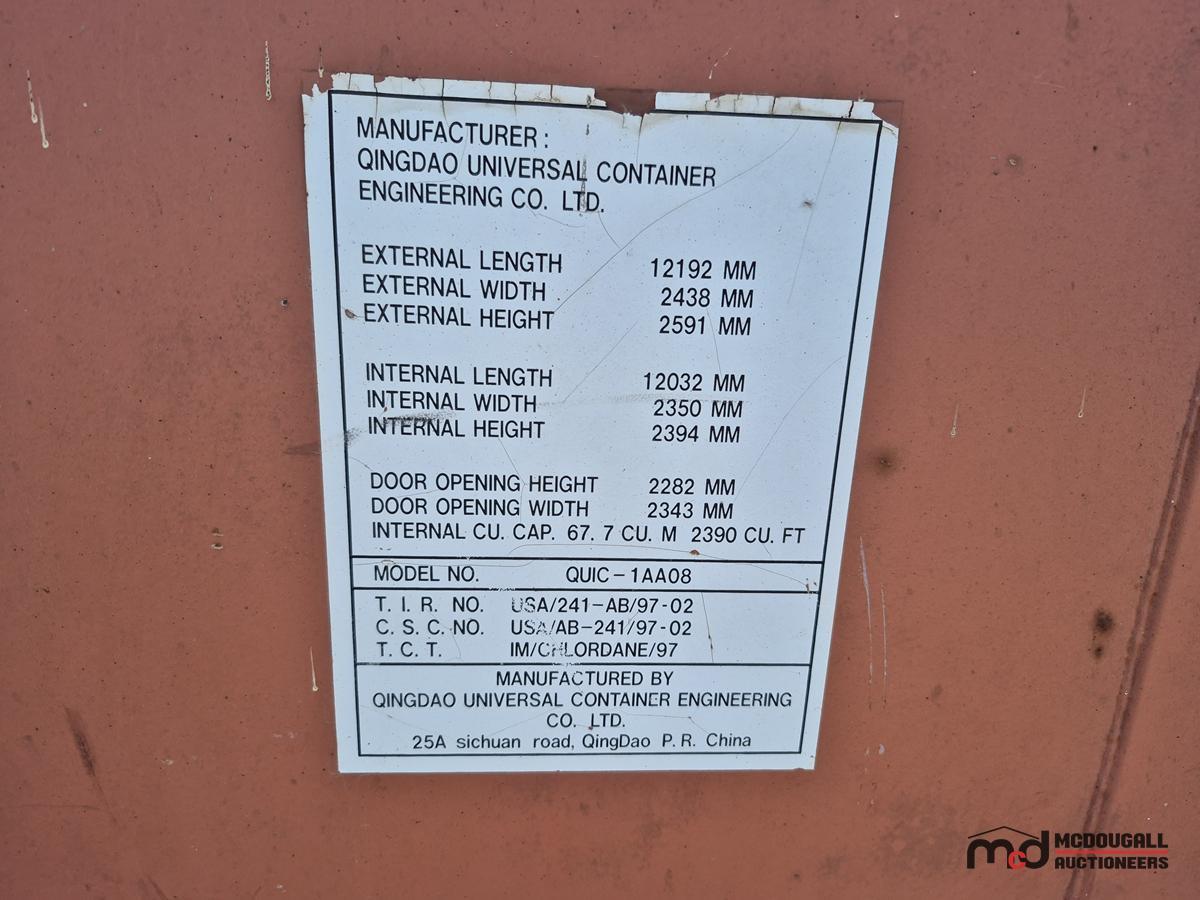 MANUFACTURER:
QINGDAO UNIVERSAL CONTAINER
ENGINEERING CO. LTD.
EXTERNAL LENGTH 12192 MM
EXTERNAL WIDTH 2438 MM
EXTERNAL HEIGHT 2591 MM
INTERNAL LENGTH 12032 MM
INTERNAL WIDTH 2350 MM
INTERNAL HEIGHT 2394 MM
DOOR OPENING HEIGHT 2282 MM
DOOR OPENING WIDTH 2343 MM
INTERNAL CU. CAP. 67. 7 CU. M 2390 CU. FT
MODEL NO. QUIC-1AA08
T. I. R. NO. USA/241-AB/97-02
C. S. C. NO. USA/AB-241/97-02
T. C. T. IM/CHLORDANE/97
MANUFACTURED BY
QINGDAO UNIVERSAL CONTAINER ENGINEERING
CO. LTD.
25A sichuan road, QingDao P. R. China
mcd MCDOUGALL
AUCTIONEERS